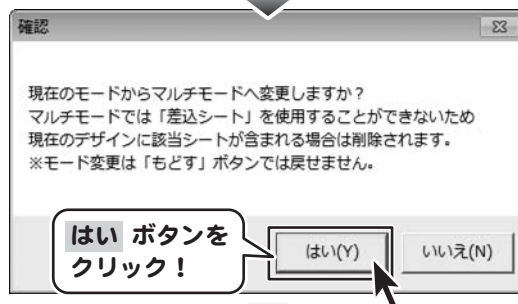 確認
現在のモードからマルチモードへ変更しますか？
マルチモードでは「差込シート」を使用することができないため
現在のデザインに該当シートが含まれる場合は削除されます。
※モード変更は「もどす」ボタンでは戻せません。
はい ボタンを
クリック！
はい(Y)
いいえ(N)